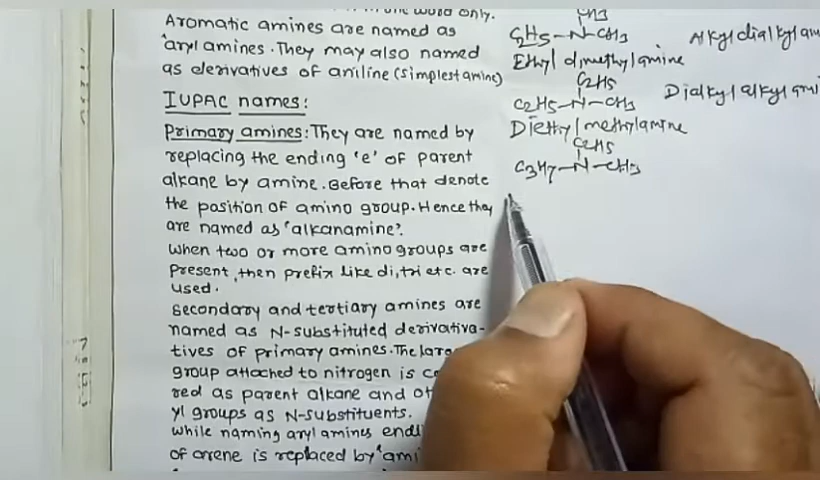 word only.
Aromatic amines are named as
aryl amines. They may also named
as derivatives of aniline (simplest amine)
IUPAC names:
Primary amines: They are named by
replacing the ending 'e' of parent
alkane by amine. Before that denote
the position of amino group. Hence they
are named as 'alkanamine'.
When two or more amino groups are
present, then prefix like di, tri etc. are
used.
Secondary and tertiary amines are
named as N-substituted derivativa-
tives of primary amines. The
group attached to nitrogen is
red as parent alkane and
yl groups as N-substituents.
While naming aryl amines
of arene is replaced by 'ami
CH3
C2H5-N-CH3 Alkyl dialkyl am
Ethyl dimethylamine
C2H5
C2H5-N-CH3 Dialkyl alkyl ami
Diethyl methylamine
C2H5
C3H7-N-CH3